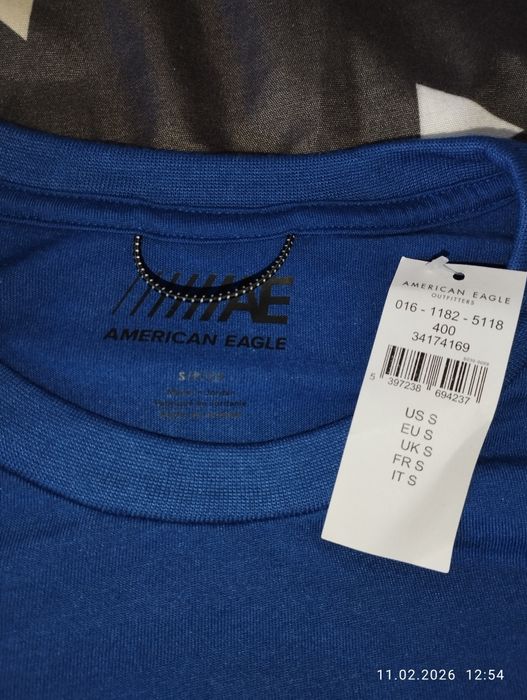 AE
AMERICAN EAGLE
S
AMERICAN EAGLE
OUTFITTERS
016 - 1182 - 5118
400
34174169
5 397238 694237
US S
EU S
UK S
FR S
IT S
11.02.2026 12:54